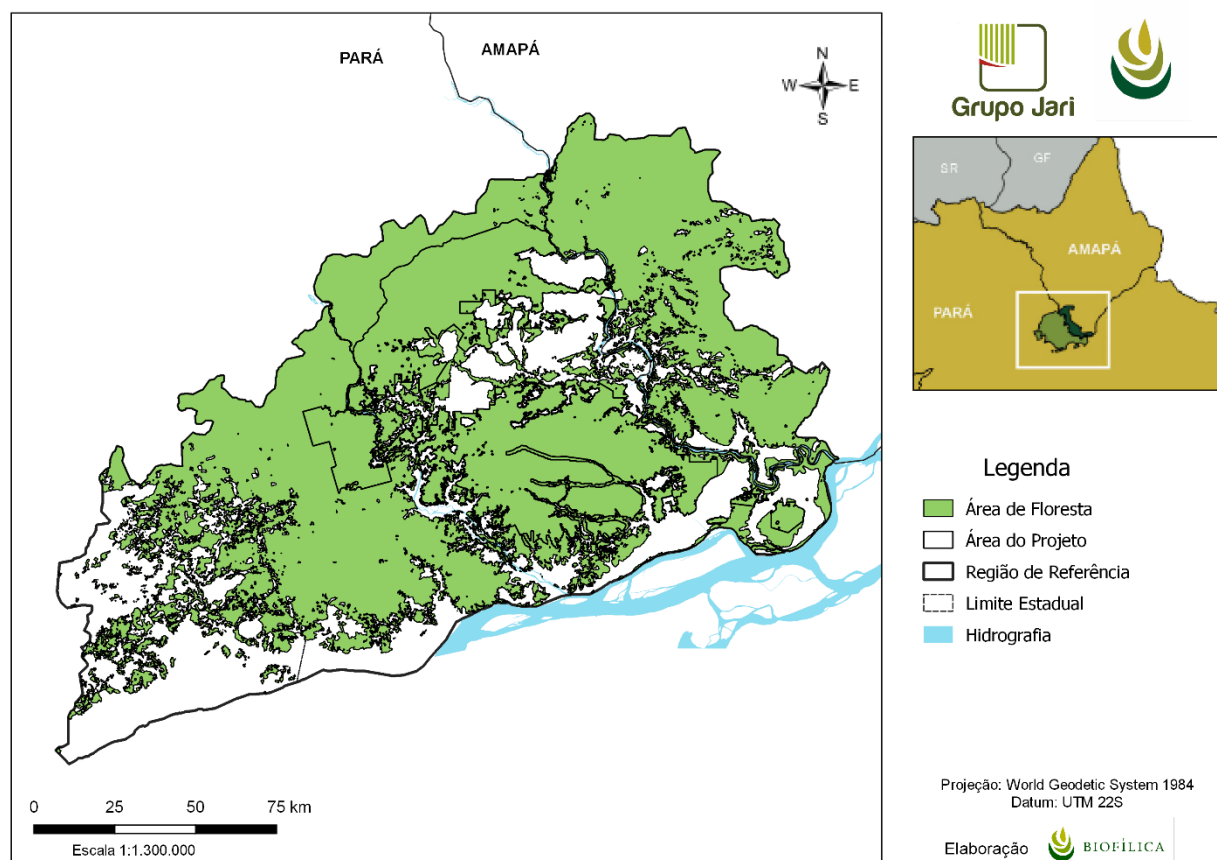 PARÁ
AMAPÁ
N
W
E
S
Grupo Jari
SR
GF
AMAPÁ
PARÁ
Legenda
Área de Floresta
Área do Projeto
Região de Referência
Limite Estadual
Hidrografia
0 25 50 75 km
Escala 1:1.300.000
Projeção: World Geodetic System 1984
Datum: UTM 22S
Elaboração
BIOFÍLICA